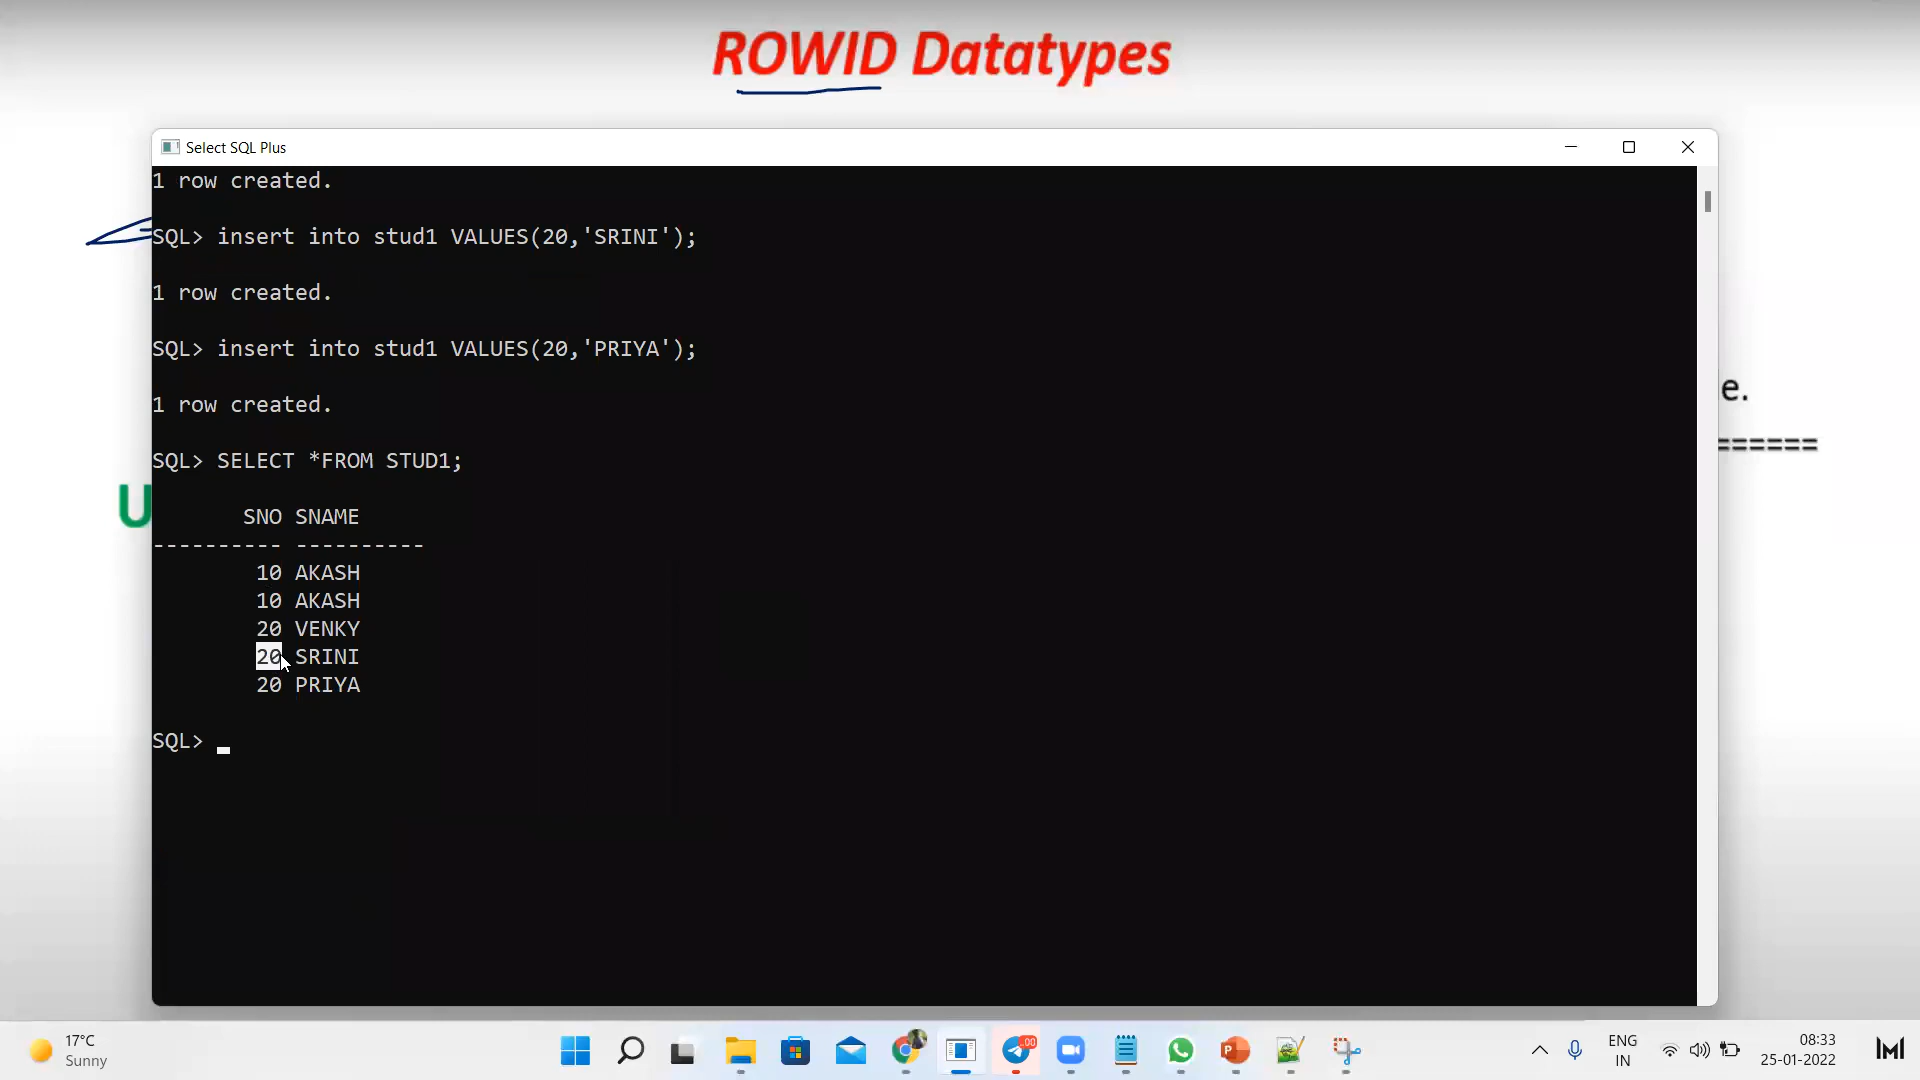 ROWID Datatypes
Select SQL Plus
1 row created.
SQL> insert into stud1 VALUES(20,'SRINI');
1 row created.
SQL> insert into stud1 VALUES(20,'PRIYA');
1 row created.
e.
======
SQL> SELECT *FROM STUD1;
U
SNO SNAME
---------- ----------
10 AKASH
10 AKASH
20 VENKY
20 SRINI
20 PRIYA
SQL>
17°C
Sunny
.00
ENG
IN
08:33
25-01-2022